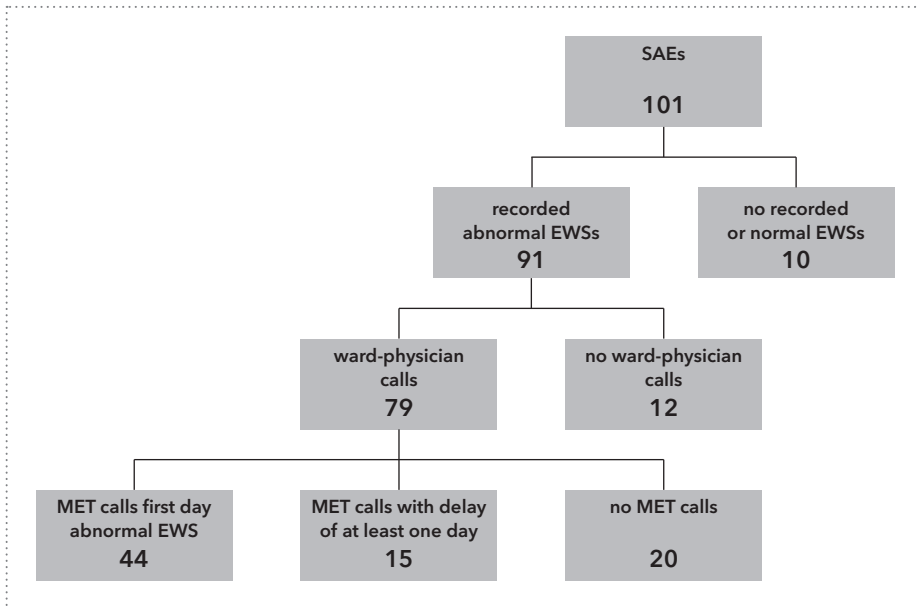 SAEs
101
recorded
abnormal EWSs
91
no recorded
or normal EWSs
10
ward-physician
calls
79
no ward-physician
calls
12
MET calls first day
abnormal EWS
44
MET calls with delay
of at least one day
15
no MET calls
20